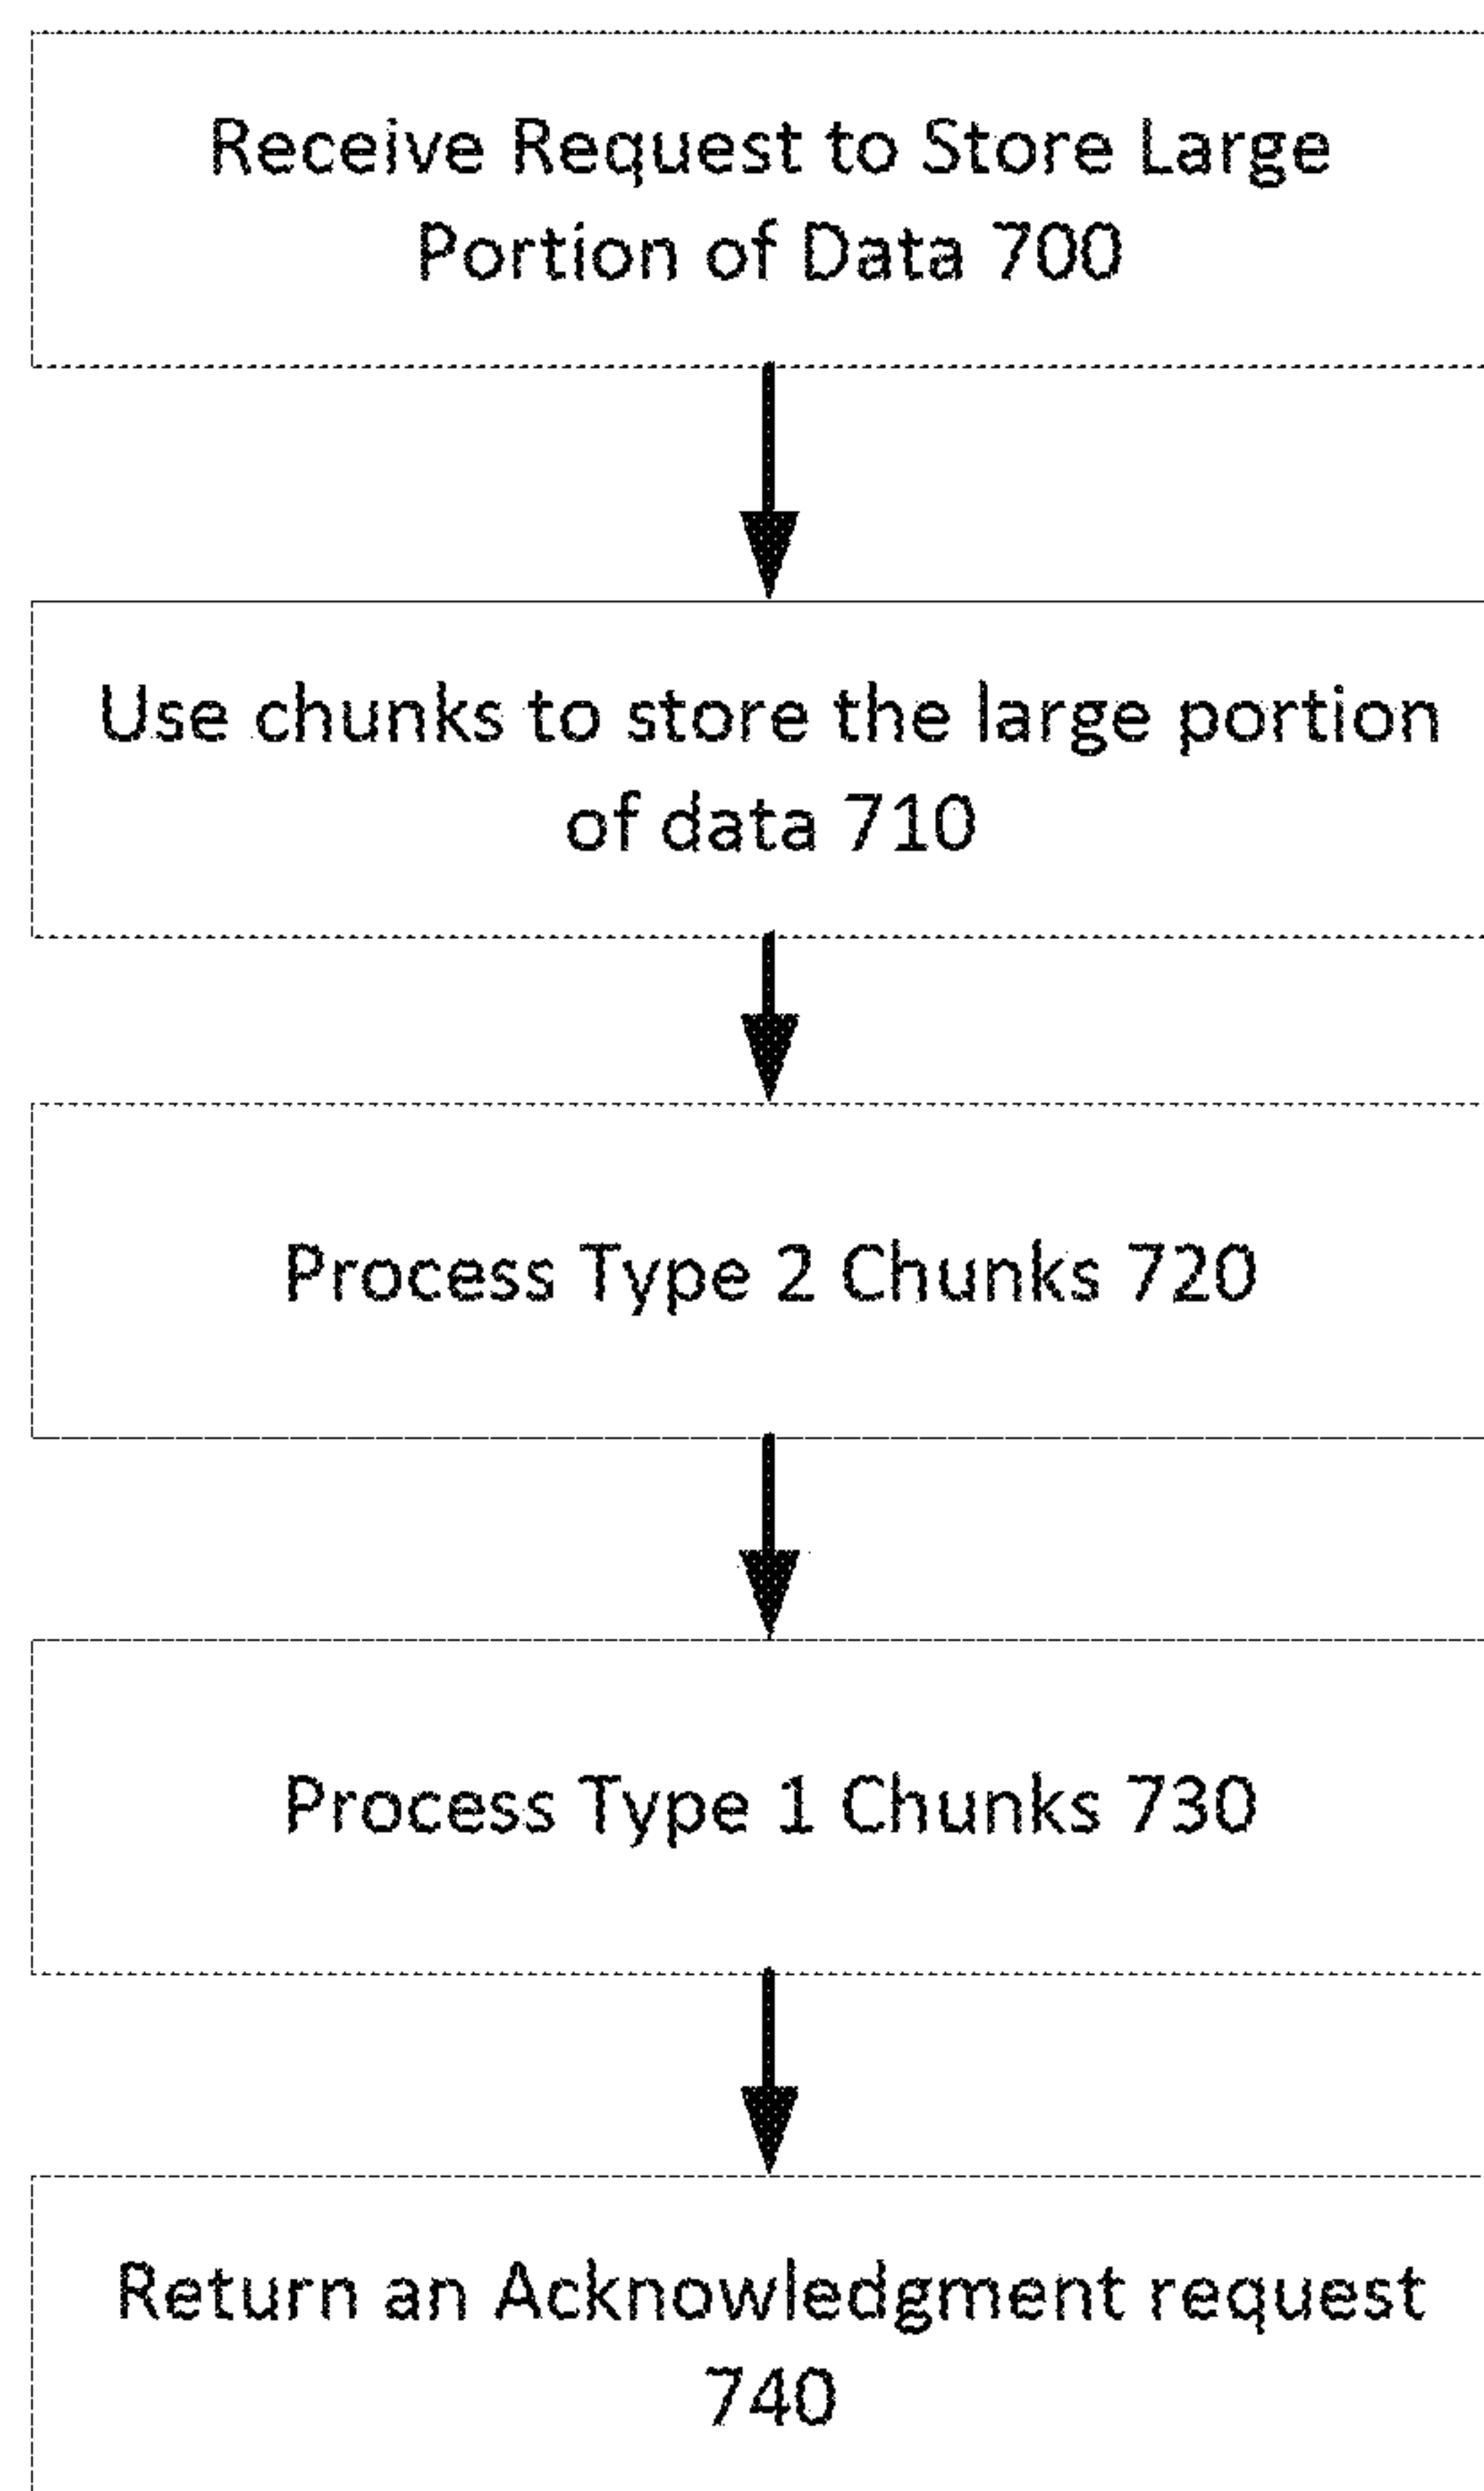 Receive Request to Store Large
Portion of Data 700
Use chunks to store the large portion
of data 710
Process Type 2 Chunks 720
Process Type 1 Chunks 730
Return an Acknowledgment request
740